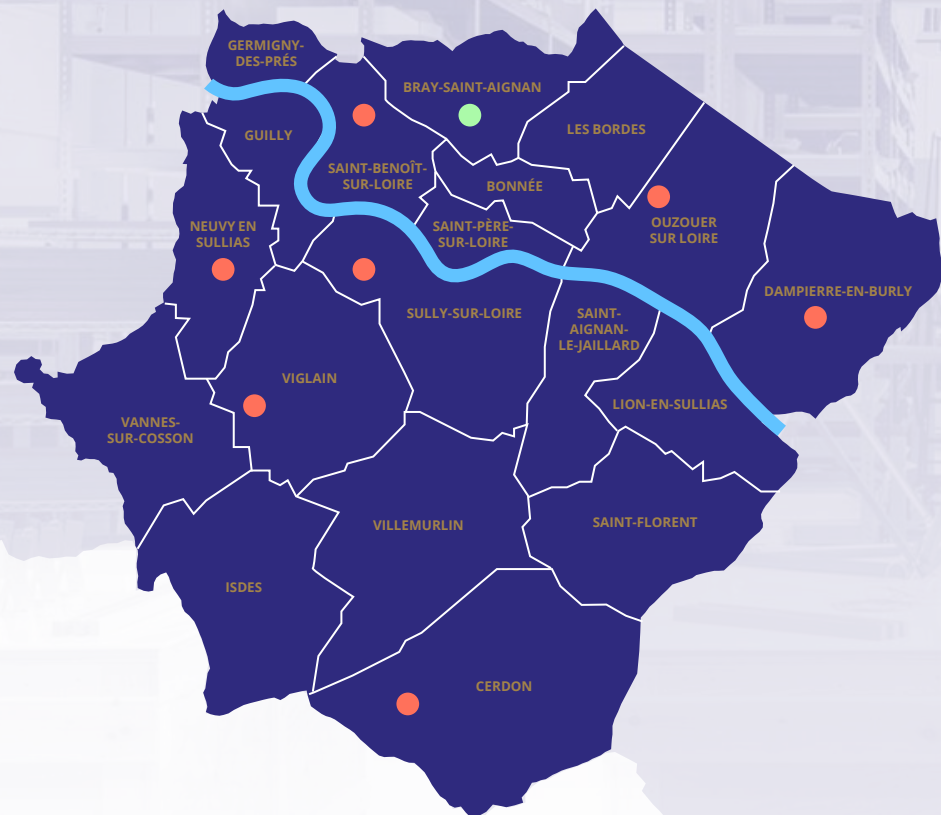 GERMIGNY-
DES-PRÉS
BRAY-SAINT-AIGNAN
GUILLY
LES BORDES
SAINT-BENOÎT-
SUR-LOIRE
BONNÉE
NEUVY EN
SULLIAS
SAINT-PÈRE-
SUR-LOIRE
OUZOUER
SUR LOIRE
DAMPIERRE-EN-BURLY
SULLY-SUR-LOIRE
SAINT-
AIGNAN-
LE-JAILLARD
VIGLAIN
LION-EN-SULLIAS
VANNES-
SUR-COSSON
VILLEMURLIN
SAINT-FLORENT
ISDES
CERDON